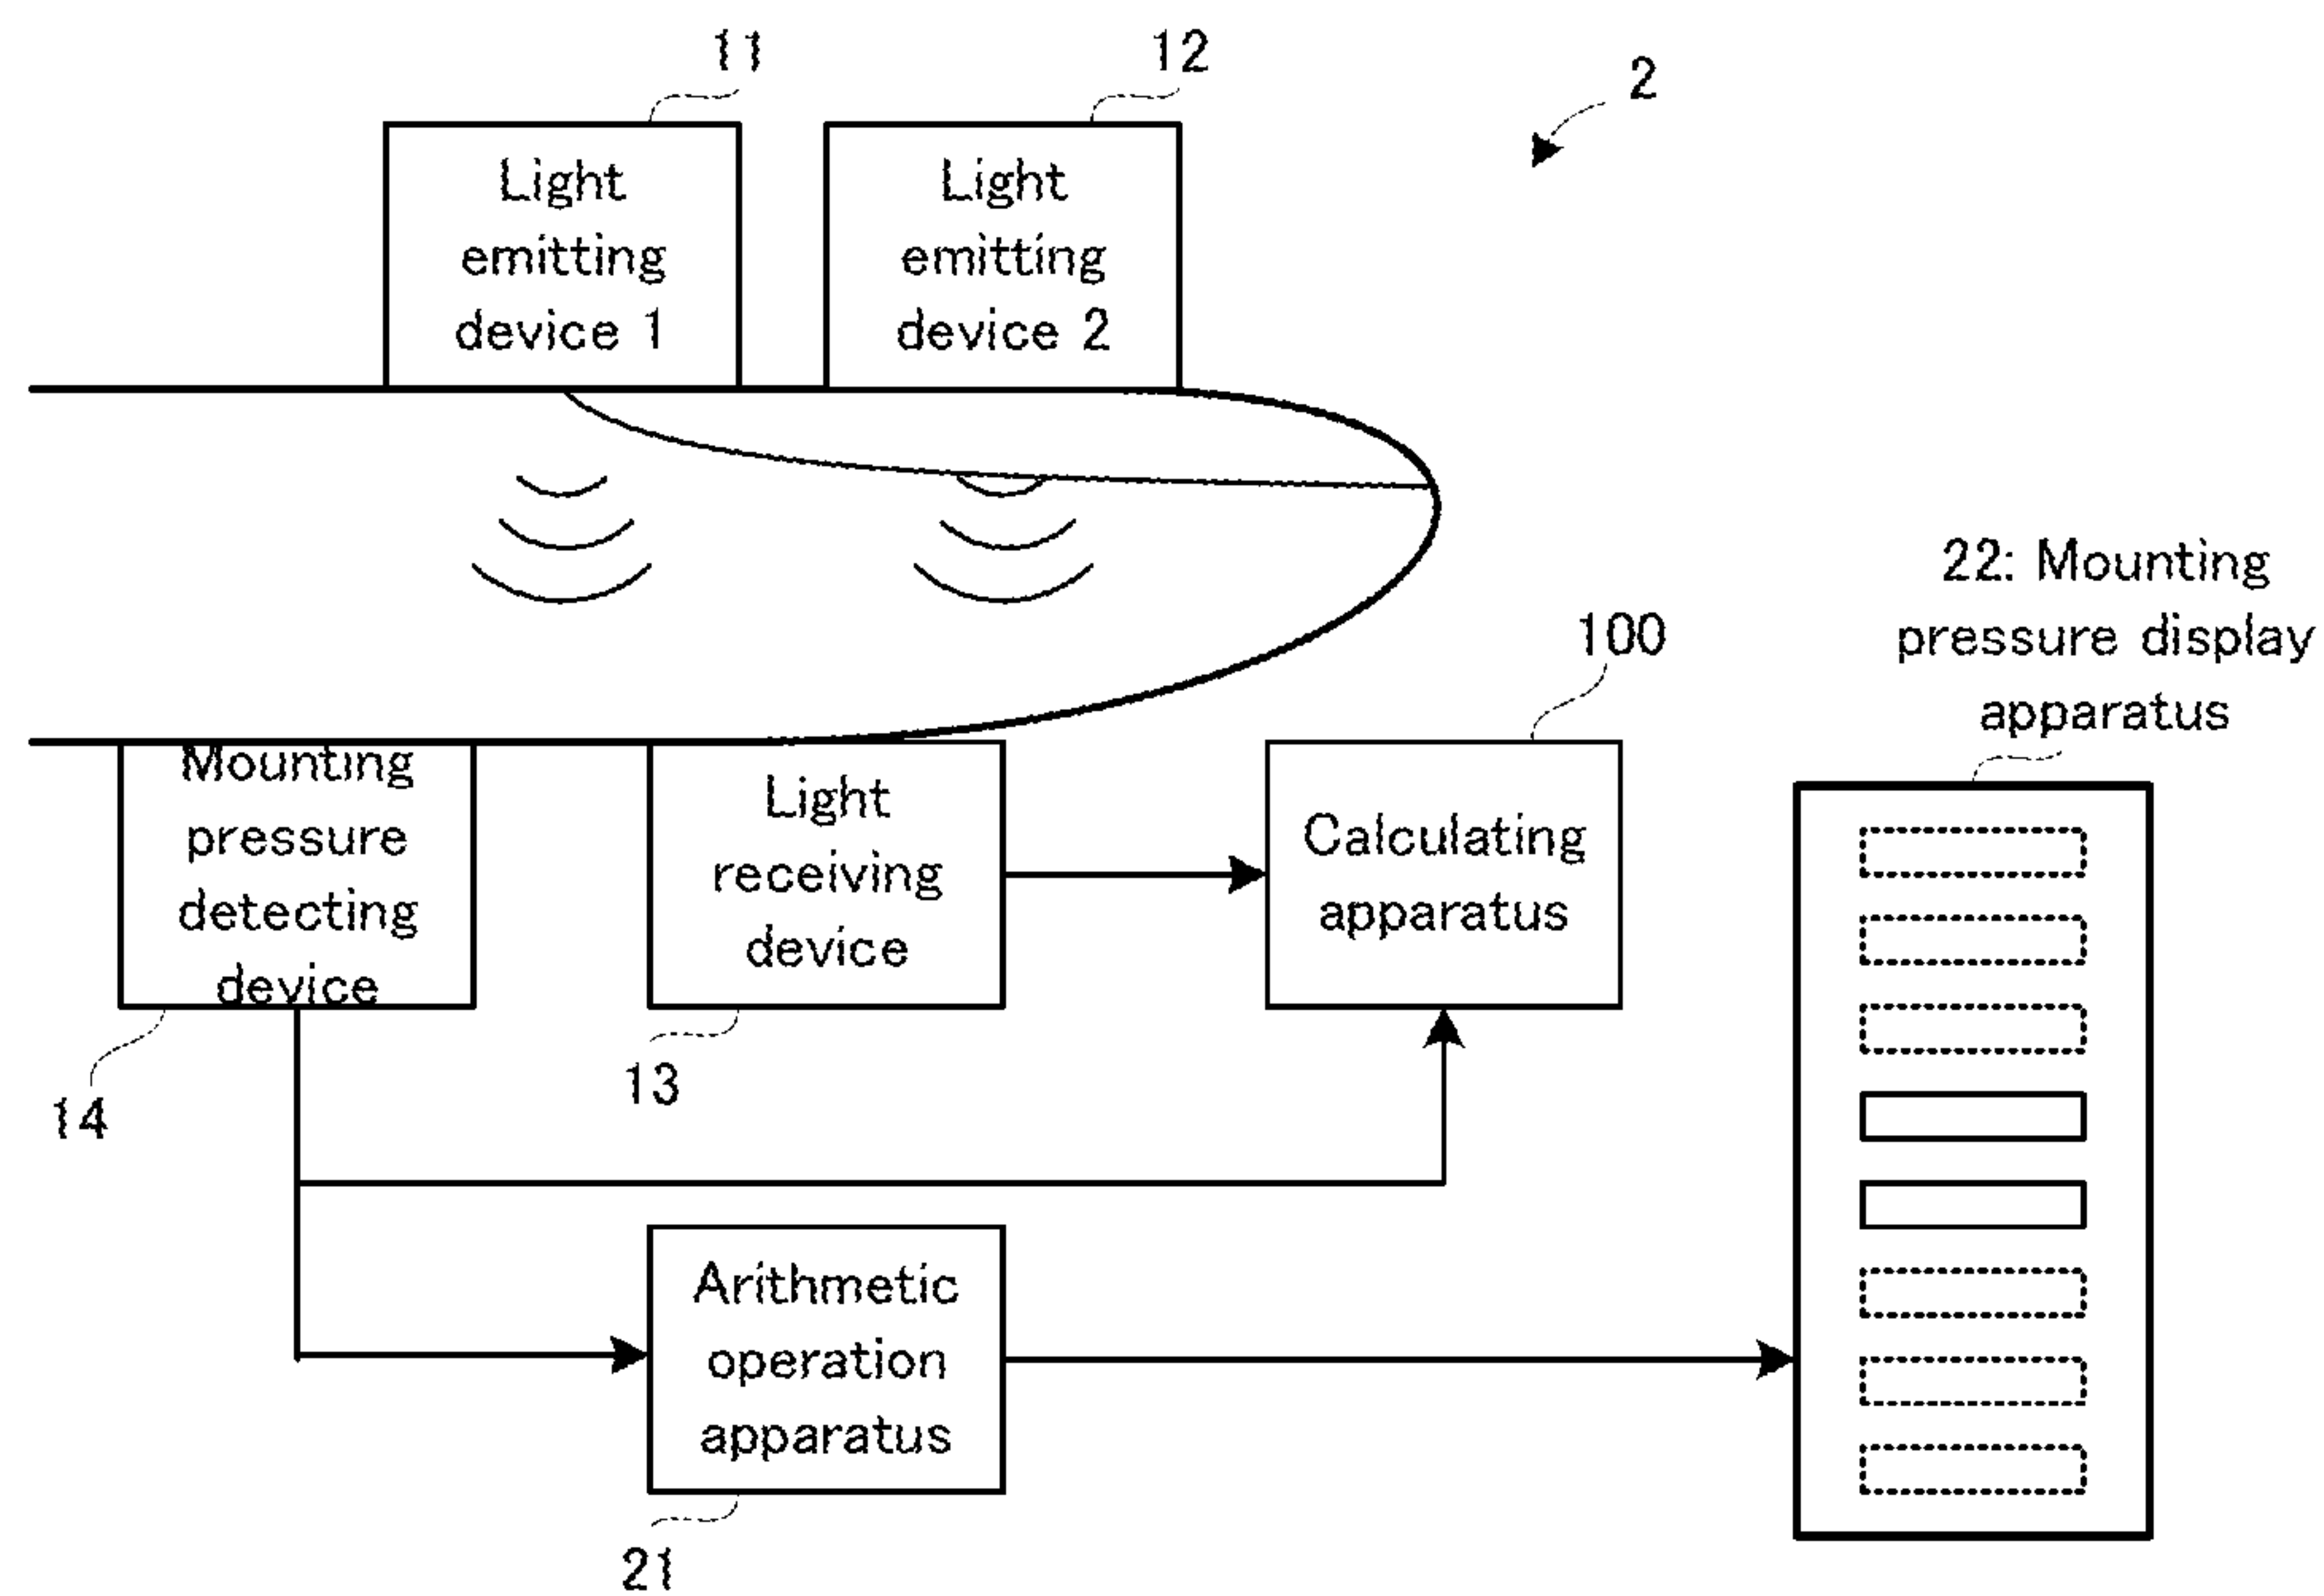 11
12
2
Light
emitting
device 1
Light
emitting
device 2
22: Mounting
pressure display
apparatus
100
Mounting
pressure
detecting
device
Light
receiving
device
Calculating
apparatus
14
13
Arithmetic
operation
apparatus
21